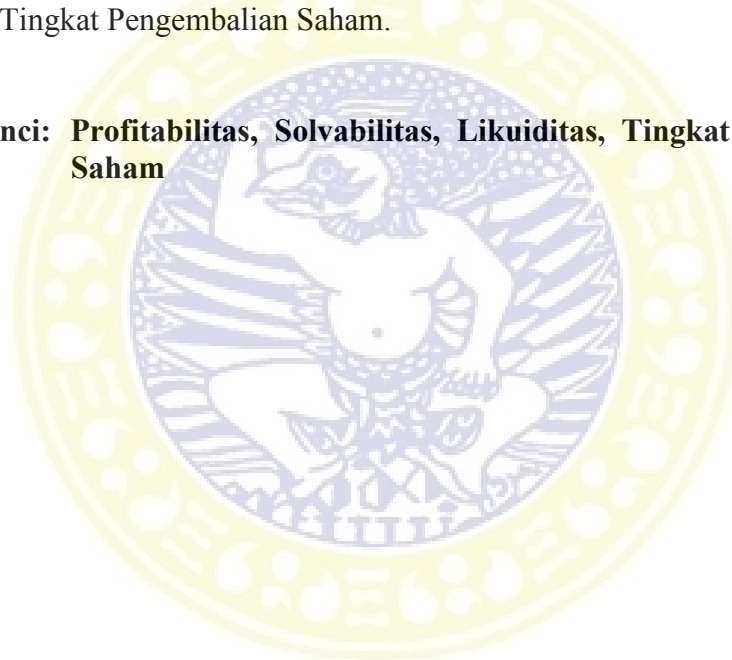 Tingkat Pengembalian Saham.
nci: Profitabilitas, Solvabilitas, Likuiditas, Tingkat
Saham